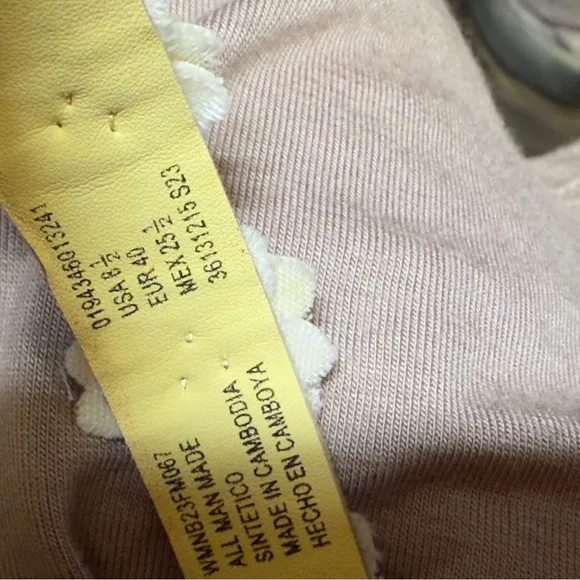 0194346013241
USA 8 1/2
EUR 40
MEX 25 1/2
36131215 S23
WMNB23FM067
ALL MAN MADE
SINTETICO
MADE IN CAMBODIA
HECHO EN CAMBOYA